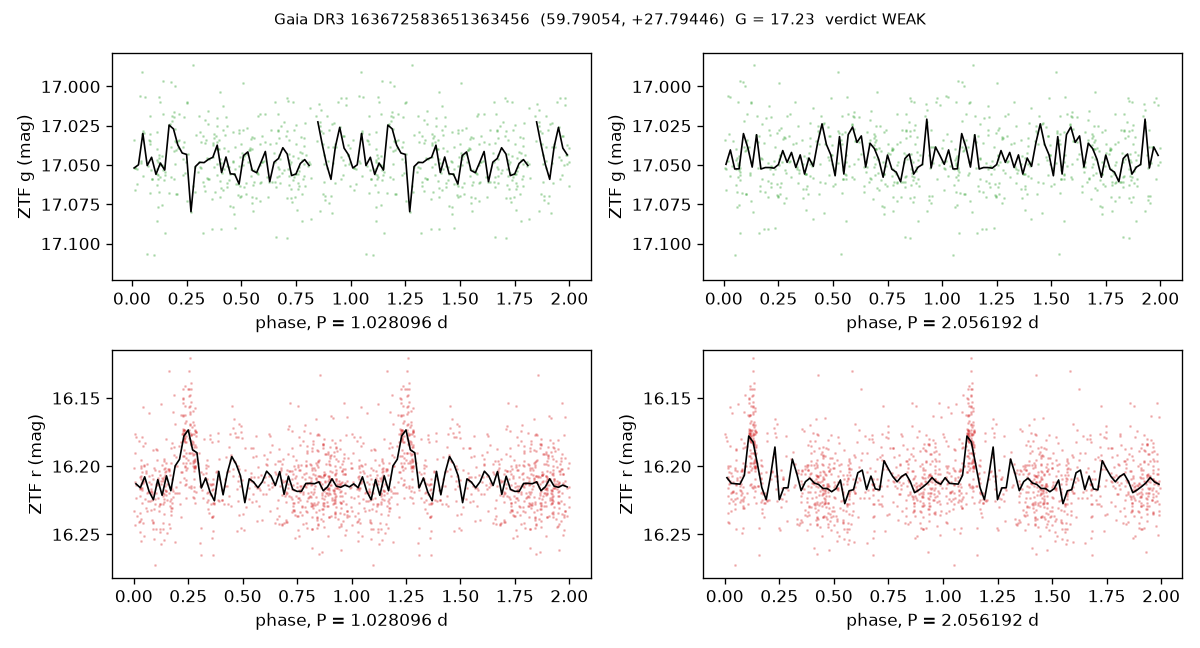 Gaia DR3 163672583651363456 (59.79054, +27.79446) G = 17.23 verdict WEAK
ZTF g (mag)
17.000
17.025
17.050
17.075
17.100
0.00 0.25 0.50 0.75 1.00 1.25 1.50 1.75 2.00
phase, P = 1.028096 d
ZTF g (mag)
17.000
17.025
17.050
17.075
17.100
0.00 0.25 0.50 0.75 1.00 1.25 1.50 1.75 2.00
phase, P = 2.056192 d
ZTF r (mag)
16.15
16.20
16.25
0.00 0.25 0.50 0.75 1.00 1.25 1.50 1.75 2.00
phase, P = 1.028096 d
ZTF r (mag)
16.15
16.20
16.25
0.00 0.25 0.50 0.75 1.00 1.25 1.50 1.75 2.00
phase, P = 2.056192 d